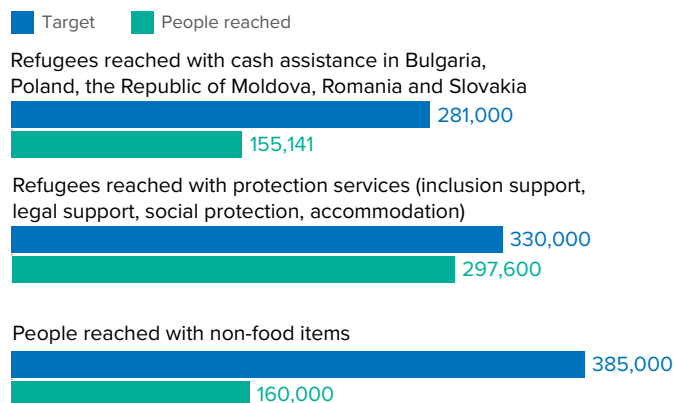 Target People reached
Refugees reached with cash assistance in Bulgaria,
Poland, the Republic of Moldova, Romania and Slovakia
281,000
155,141
Refugees reached with protection services (inclusion support,
legal support, social protection, accommodation)
330,000
297,600
People reached with non-food items
385,000
160,000